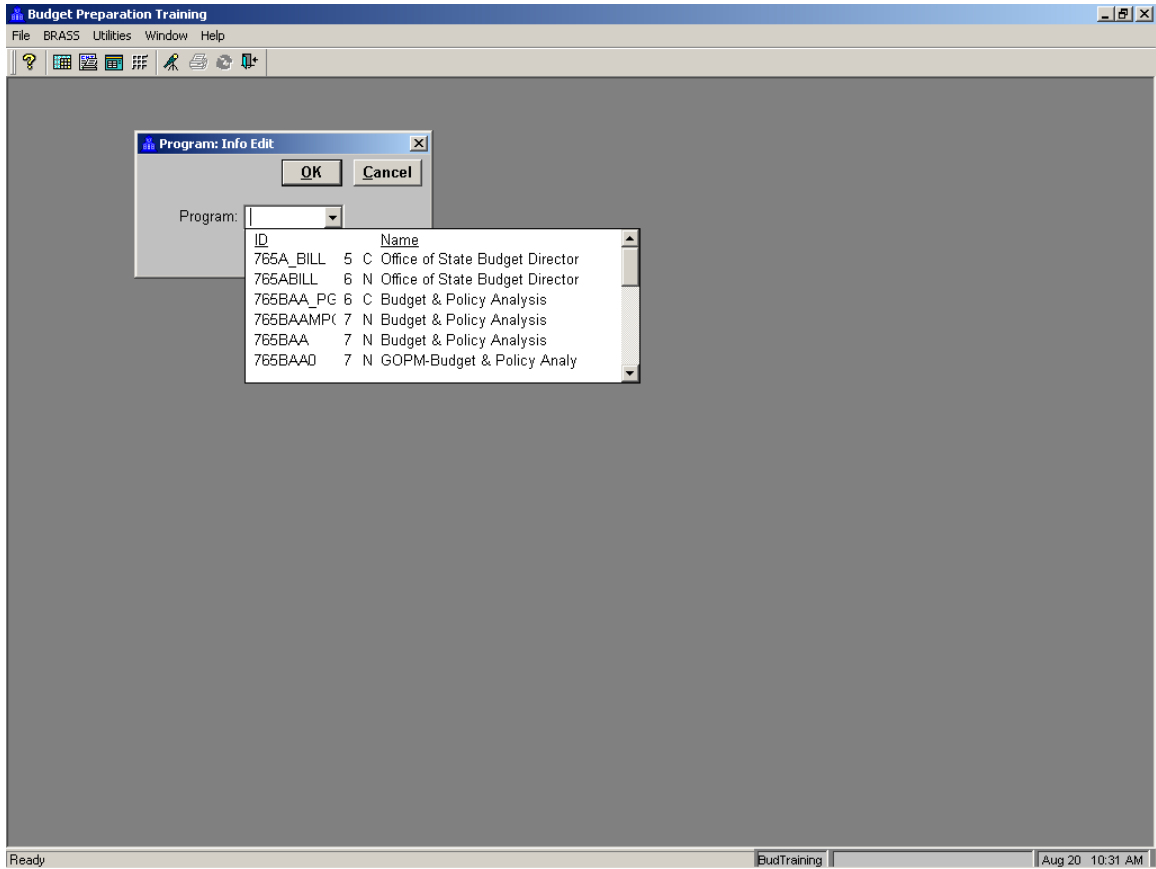 Budget Preparation Training
File BRASS Utilities Window Help
Program: Info Edit
OK Cancel
Program:
ID Name
765A_BILL 5 C Office of State Budget Director
765ABILL 6 N Office of State Budget Director
765BAA_PG 6 C Budget & Policy Analysis
765BAAMP( 7 N Budget & Policy Analysis
765BAA 7 N Budget & Policy Analysis
765BAA0 7 N GOPM-Budget & Policy Analy
Ready BudTraining Aug 20 10:31 AM